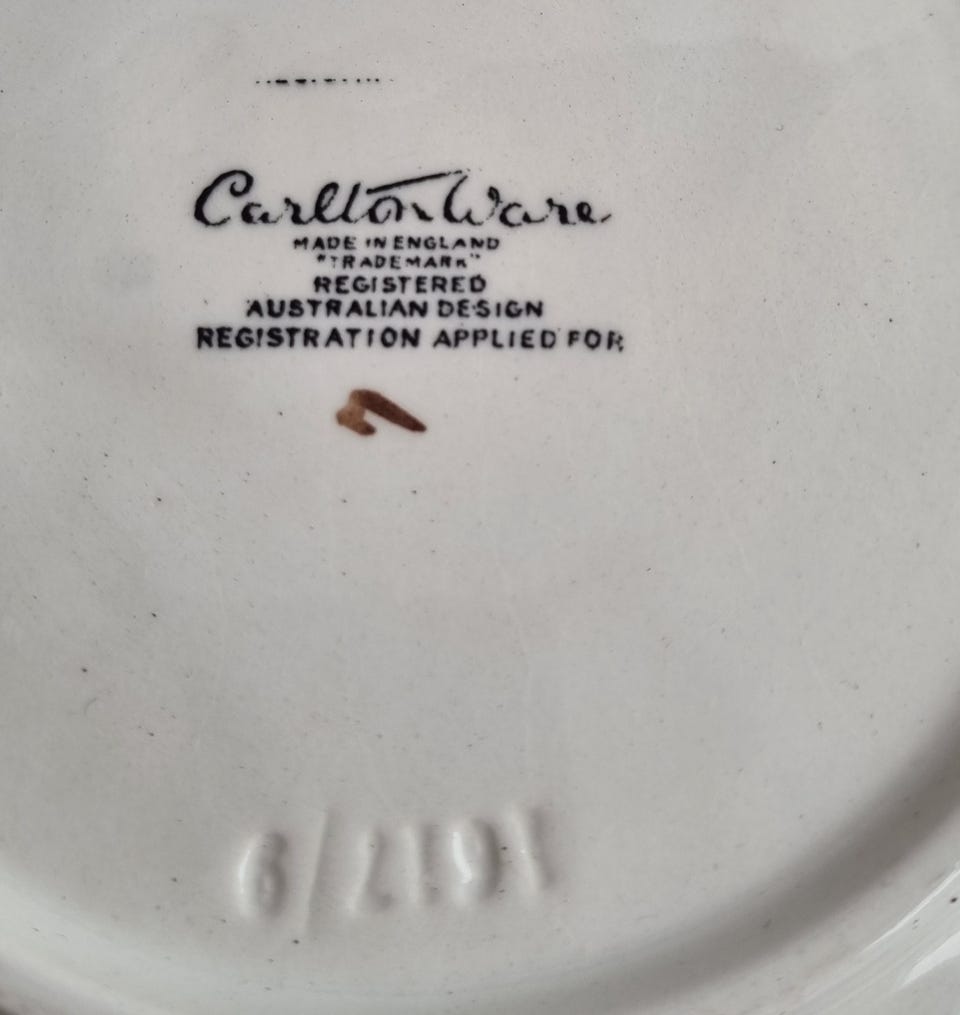 Carlton Ware
MADE IN ENGLAND
"TRADEMARK"
REGISTERED
AUSTRALIAN DESIGN
REGISTRATION APPLIED FOR